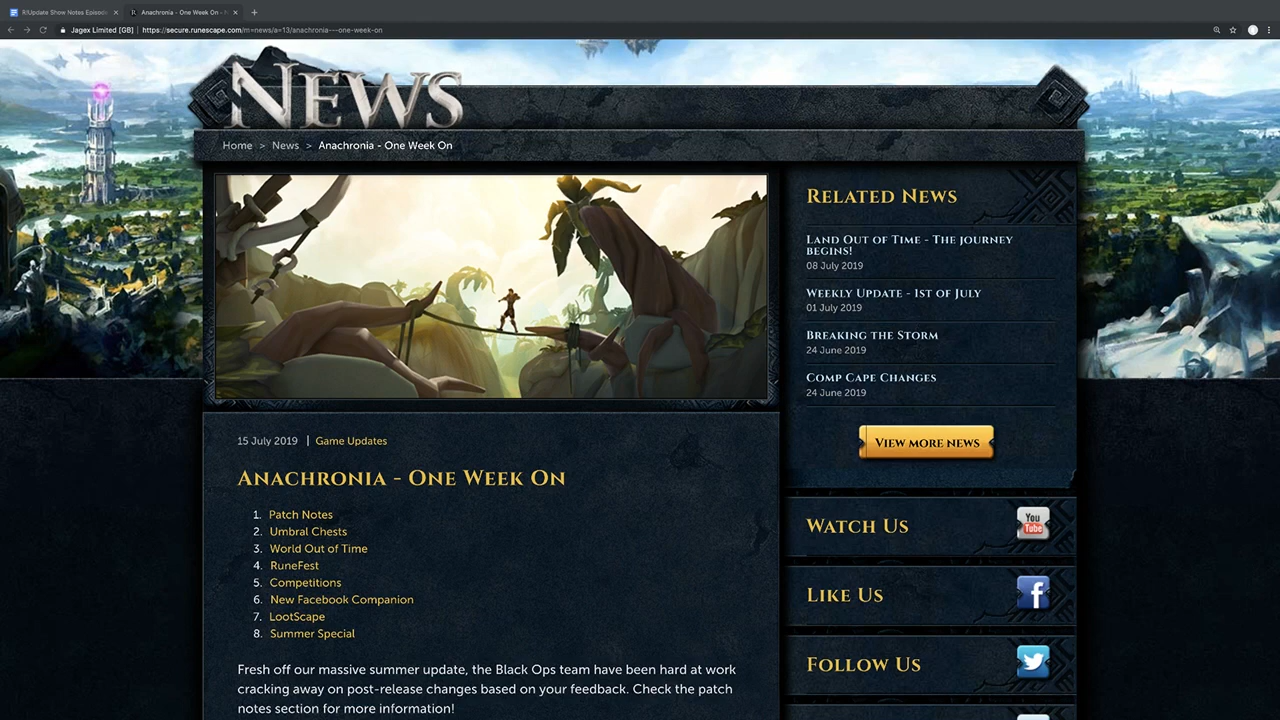 R!Update Show Notes Episode
Anachronia - One Week On -
Jagex Limited [GB] | https://secure.runescape.com/m=news/a=13/anachronia---one-week-on
News
Home > News > Anachronia - One Week On
15 July 2019 | Game Updates
Anachronia - One Week On
1. Patch Notes
2. Umbral Chests
3. World Out of Time
4. RuneFest
5. Competitions
6. New Facebook Companion
7. LootScape
8. Summer Special
Fresh off our massive summer update, the Black Ops team have been hard at work
cracking away on post-release changes based on your feedback. Check the patch
notes section for more information!
Related News
Land Out of Time - The journey
begins!
08 July 2019
Weekly Update - 1st of July
01 July 2019
Breaking the Storm
24 June 2019
Comp Cape Changes
24 June 2019
View more news
Watch Us
You
Tube
Like Us
Follow Us